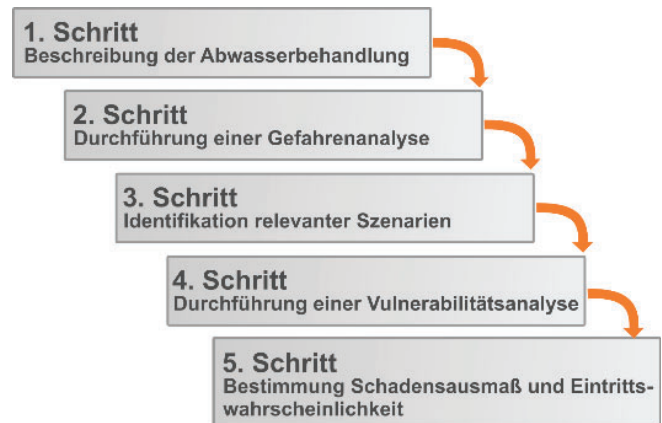 1. Schritt
Beschreibung der Abwasserbehandlung
2. Schritt
Durchführung einer Gefahrenanalyse
3. Schritt
Identifikation relevanter Szenarien
4. Schritt
Durchführung einer Vulnerabilitätsanalyse
5. Schritt
Bestimmung Schadensausmaß und Eintritts-
wahrscheinlichkeit